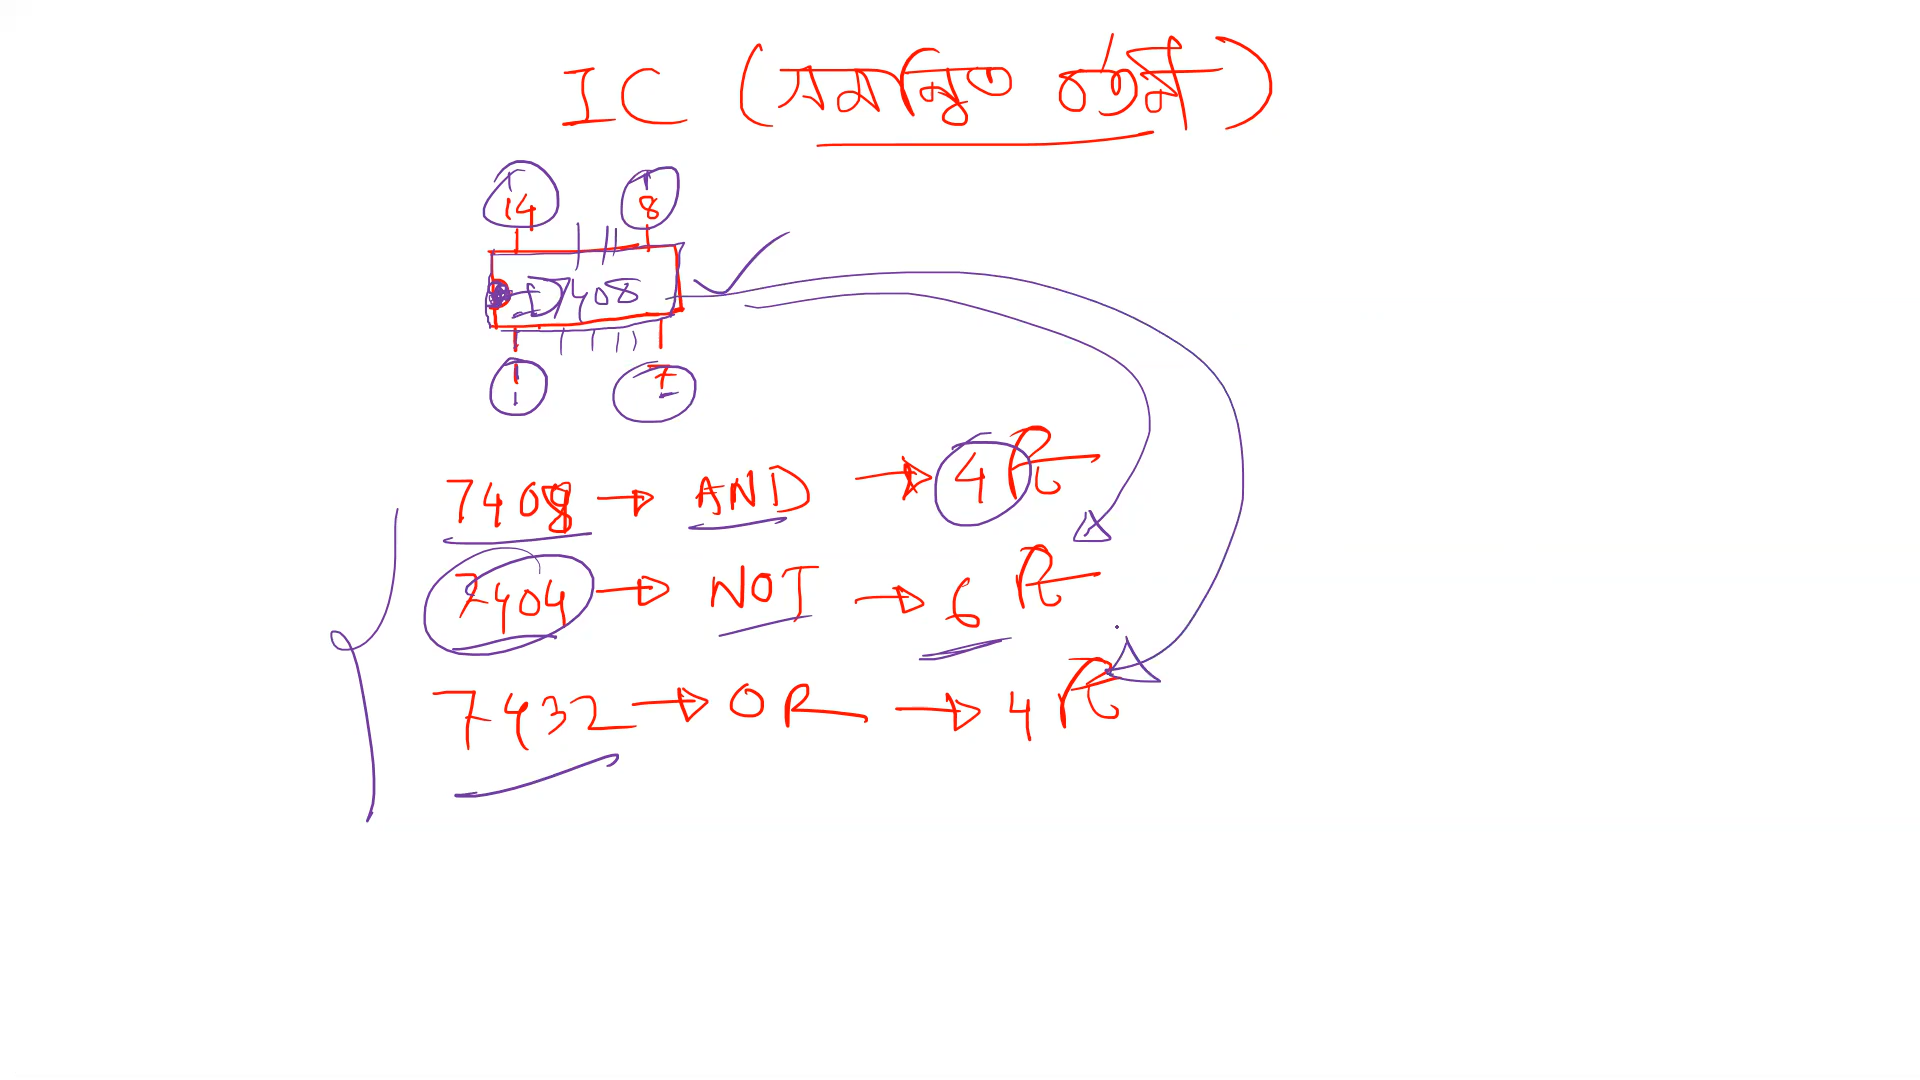 IC (সমন্বিত বর্তনী)
14 8
7408
1 7
7408 → AND → 4 টি
7404 → NOT → 6 টি
7432 → OR → 4 টি